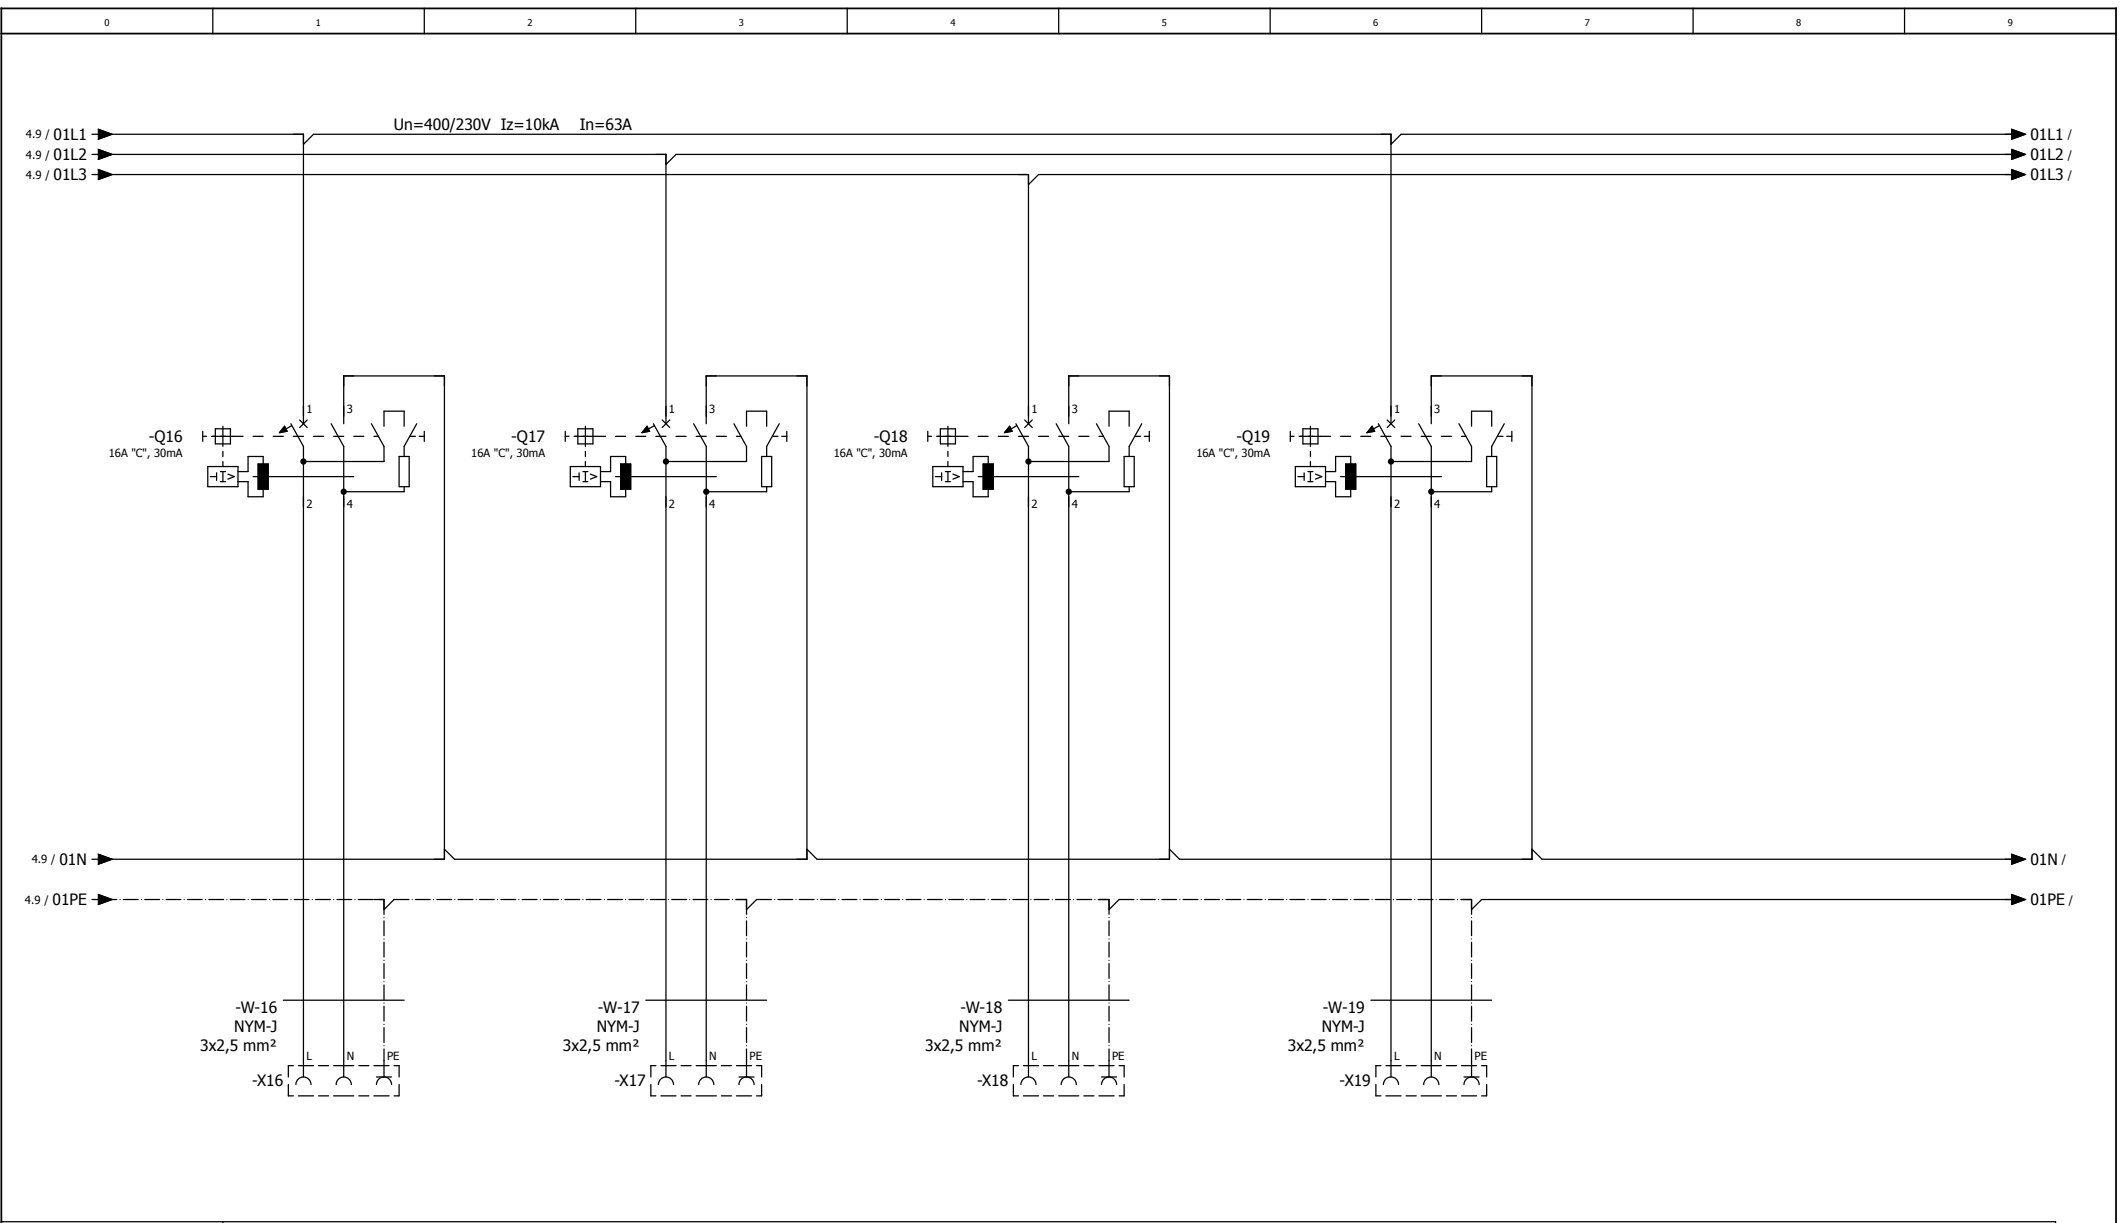 0 1 2 3 4 5 6 7 8 9
Un=400/230V Iz=10kA In=63A
4.9 / 01L1 01L1 /
4.9 / 01L2 01L2 /
4.9 / 01L3 01L3 /
1 3 1 3 1 3 1 3
-Q16 -Q17 -Q18 -Q19
16A "C", 30mA 16A "C", 30mA 16A "C", 30mA 16A "C", 30mA
I> I> I> I>
2 4 2 4 2 4 2 4
4.9 / 01N 01N /
4.9 / 01PE 01PE /
-W-16 -W-17 -W-18 -W-19
NYM-J NYM-J NYM-J NYM-J
3x2,5 mm² 3x2,5 mm² 3x2,5 mm² 3x2,5 mm²
L N PE L N PE L N PE L N PE
-X16 -X17 -X18 -X19